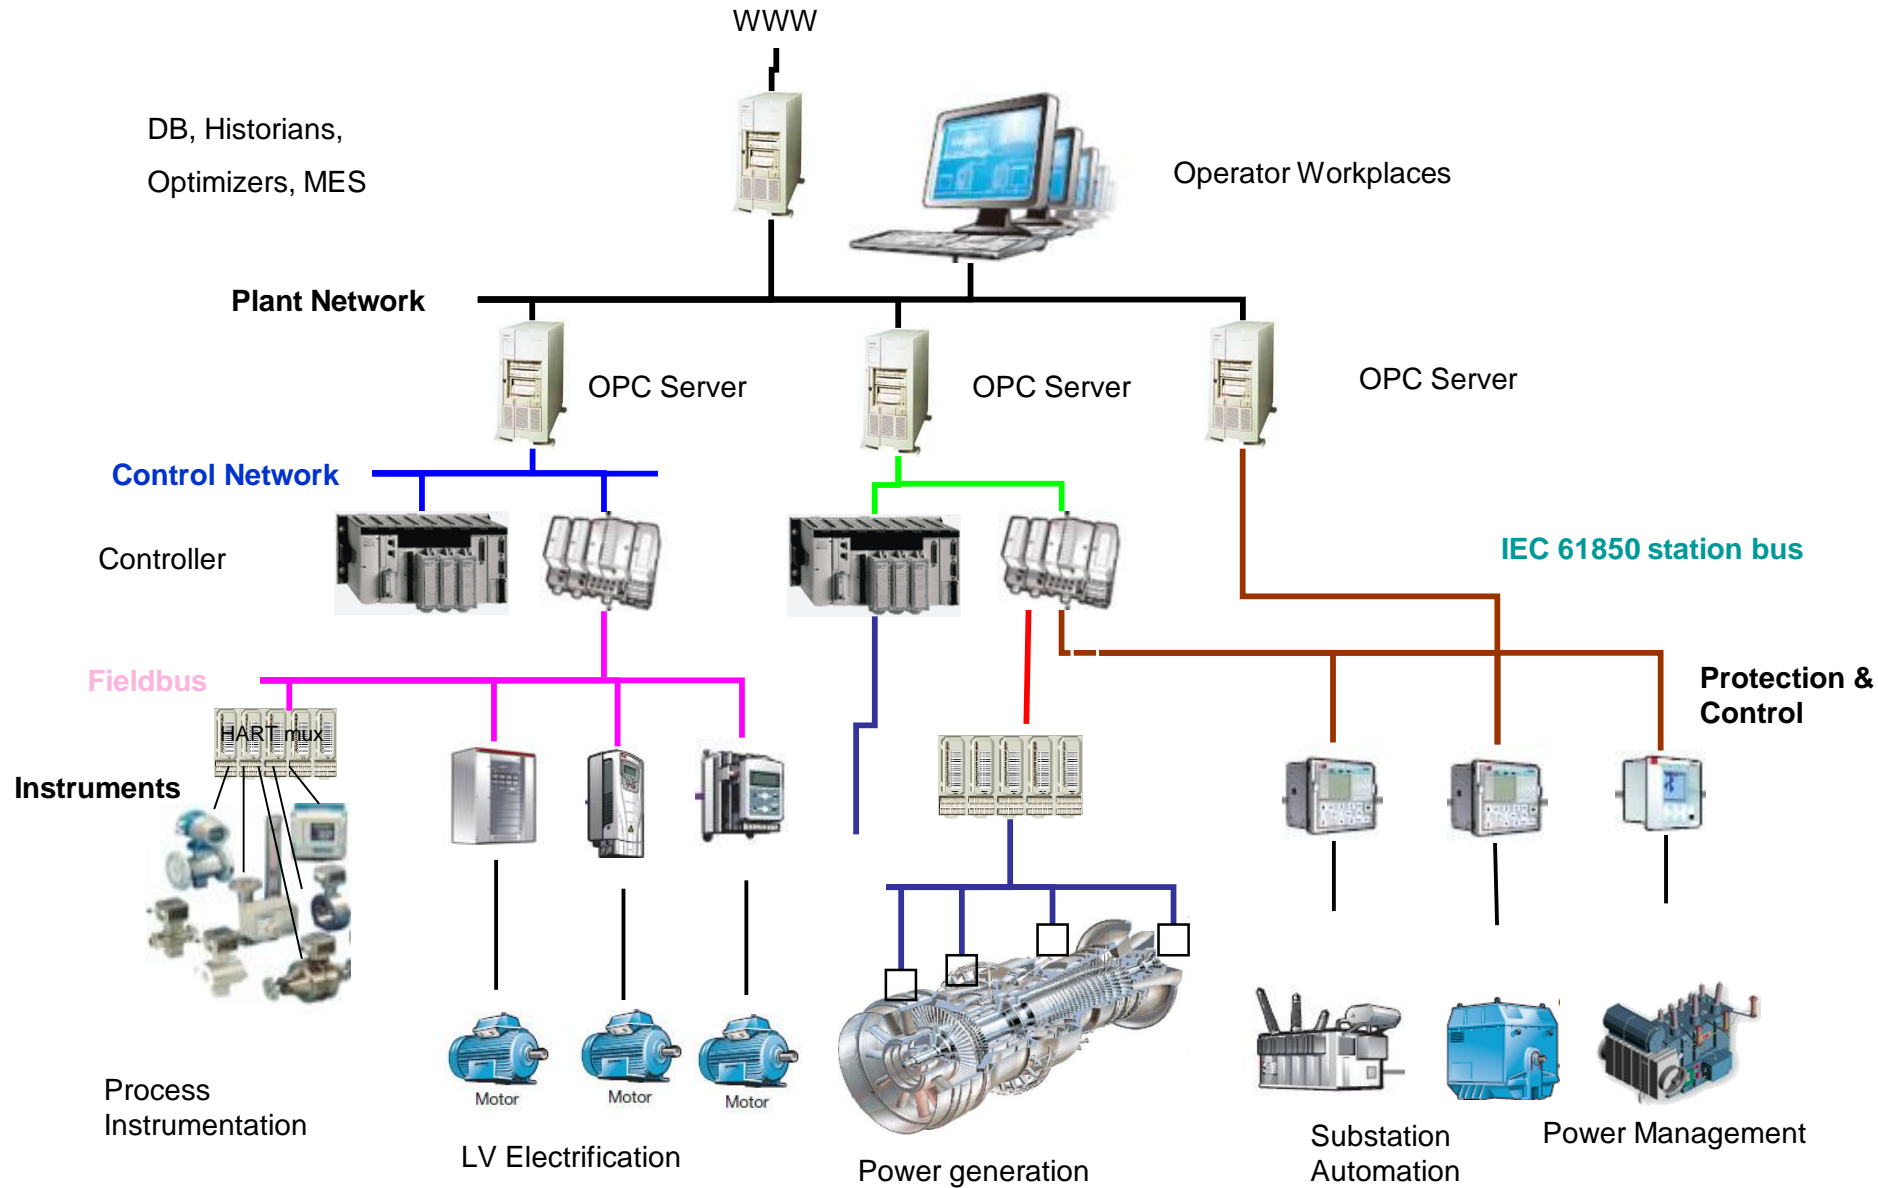 WWW
DB, Historians,
Optimizers, MES
Operator Workplaces
Plant Network
OPC Server
OPC Server
OPC Server
Control Network
Controller
IEC 61850 station bus
Fieldbus
Protection &
Control
HART mux
Instruments
Motor
Motor
Motor
Process
Instrumentation
LV Electrification
Power generation
Substation
Automation
Power Management